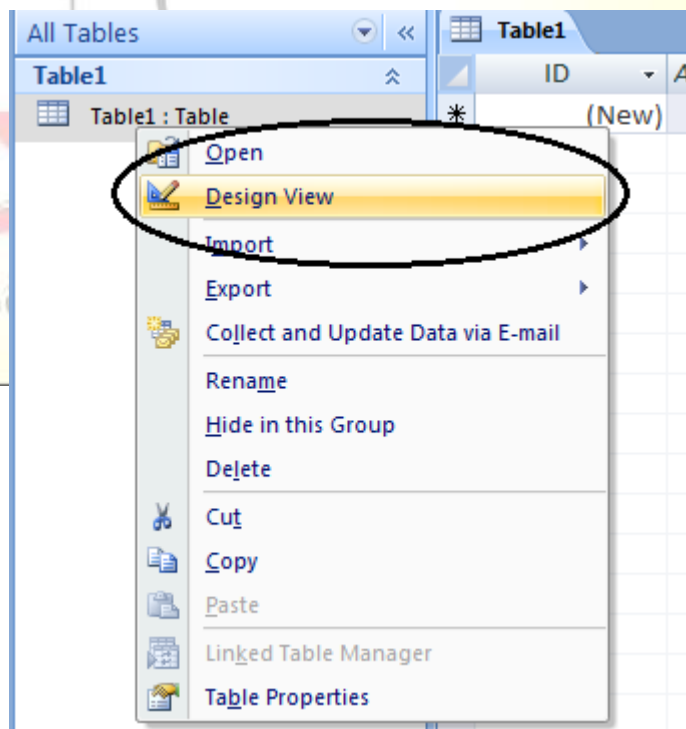 All Tables
Table1
Table1
ID
Table1 : Table
(New)
Open
Design View
Import
Export
Collect and Update Data via E-mail
Rename
Hide in this Group
Delete
Cut
Copy
Paste
Linked Table Manager
Table Properties